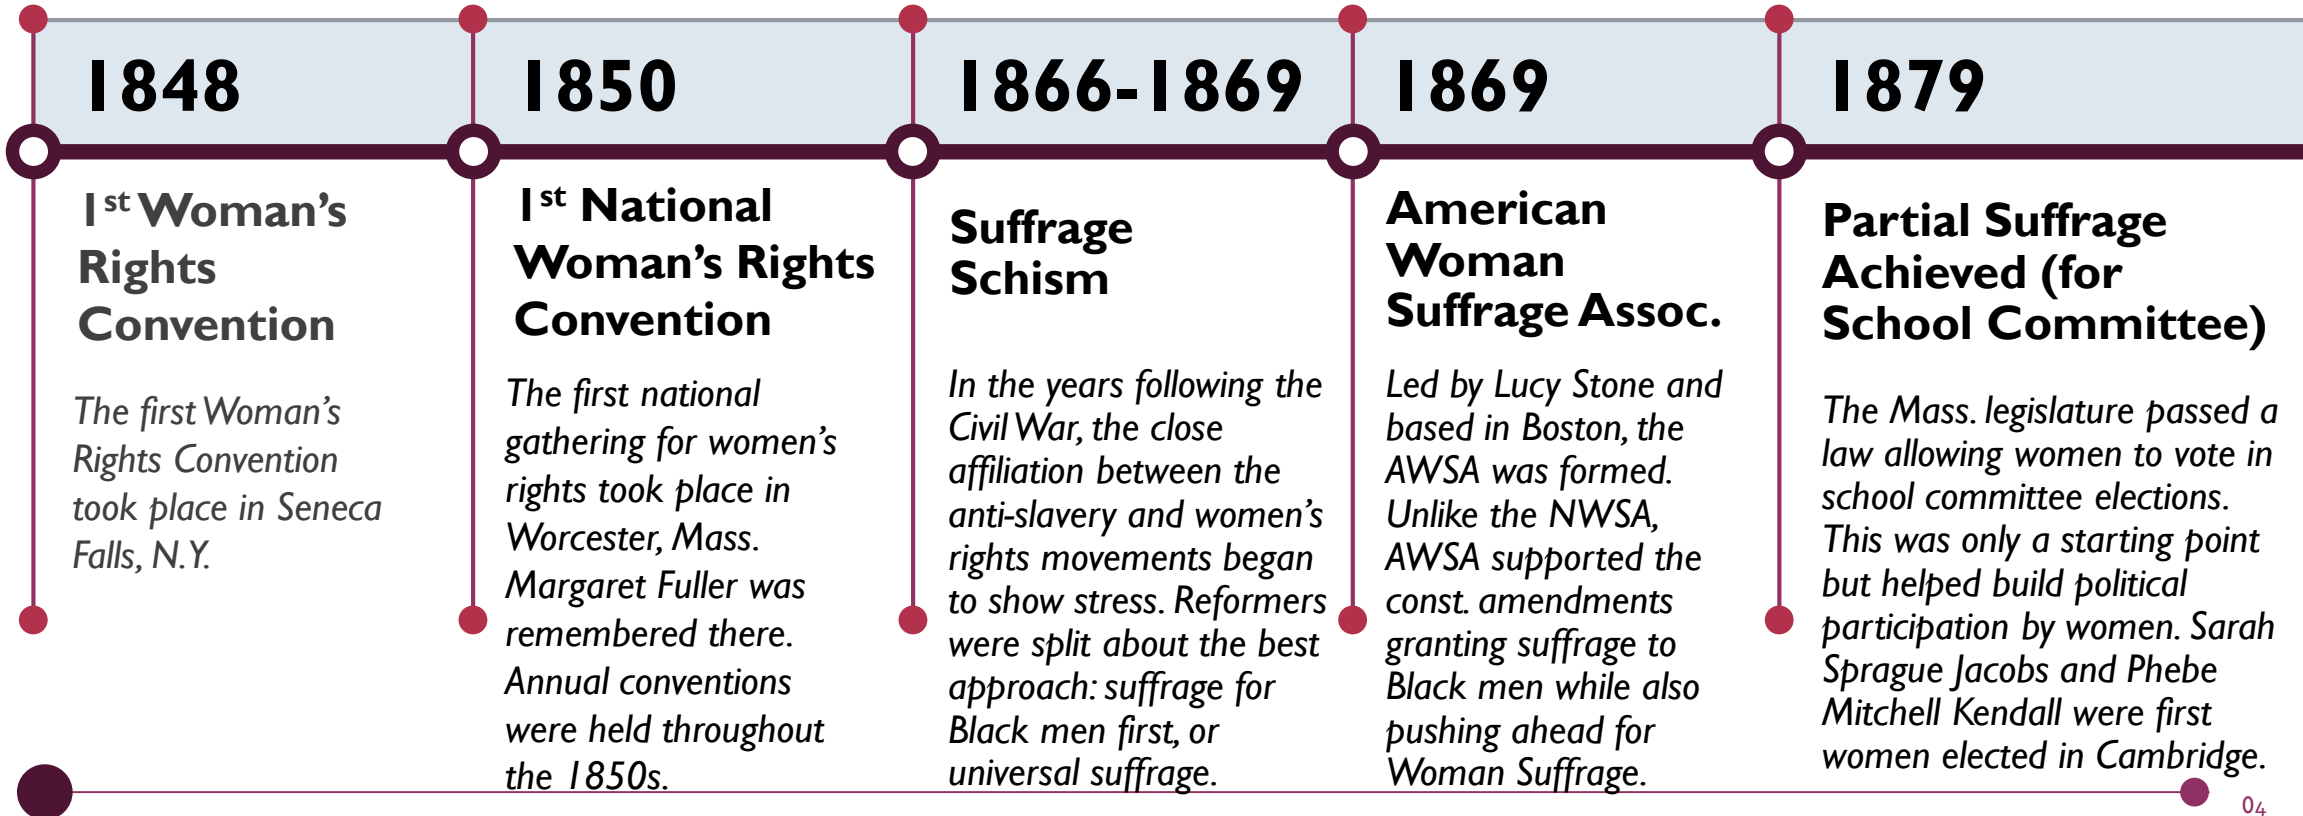 1848
1st Woman's
Rights
Convention
The first Woman's
Rights Convention
took place in Seneca
Falls, N.Y.
1850
1st National
Woman's Rights
Convention
The first national
gathering for women's
rights took place in
Worcester, Mass.
Margaret Fuller was
remembered there.
Annual conventions
were held throughout
the 1850s.
1866-1869
Suffrage
Schism
In the years following the
Civil War, the close
affiliation between the
anti-slavery and women's
rights movements began
to show stress. Reformers
were split about the best
approach: suffrage for
Black men first, or
universal suffrage.
1869
American
Woman
Suffrage Assoc.
Led by Lucy Stone and
based in Boston, the
AWSA was formed.
Unlike the NWSA,
AWSA supported the
const. amendments
granting suffrage to
Black men while also
pushing ahead for
Woman Suffrage.
1879
Partial Suffrage
Achieved (for
School Committee)
The Mass. legislature passed a
law allowing women to vote in
school committee elections.
This was only a starting point
but helped build political
participation by women. Sarah
Sprague Jacobs and Phebe
Mitchell Kendall were first
women elected in Cambridge.
04